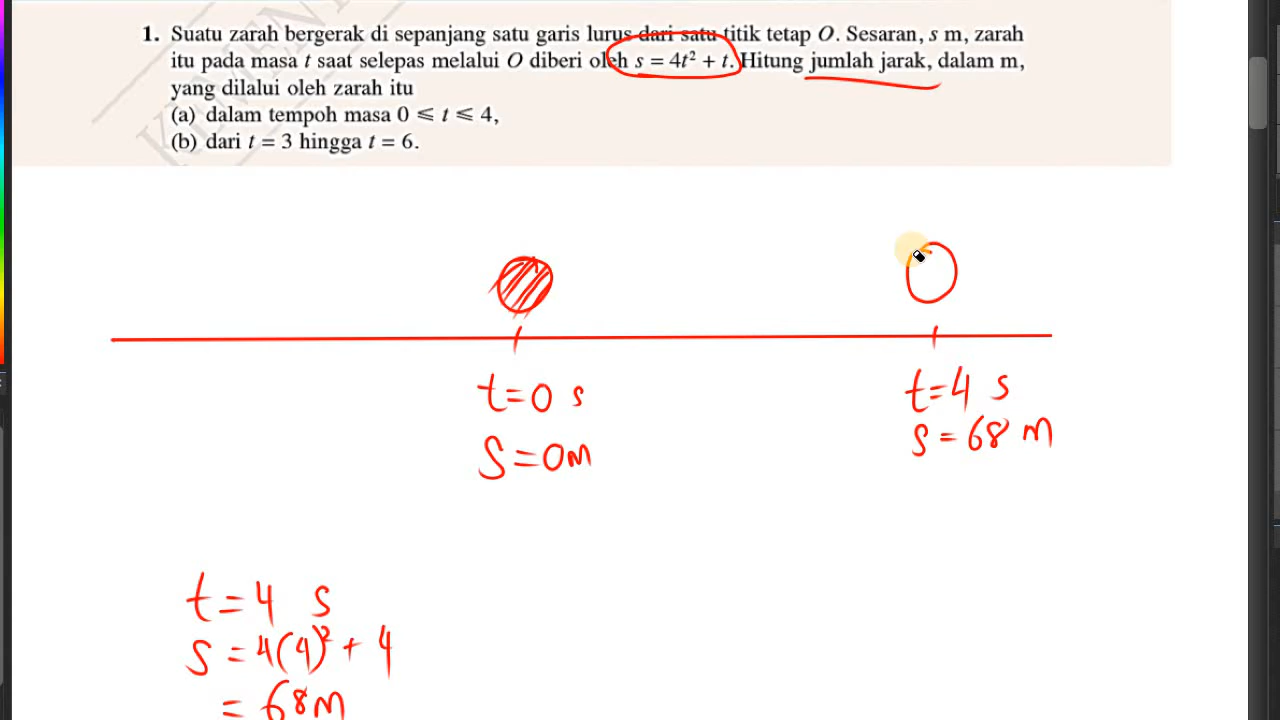 1. Suatu zarah bergerak di sepanjang satu garis lurus dari satu titik tetap O. Sesaran, s m, zarah
itu pada masa t saat selepas melalui O diberi oleh s = 4t² + t. Hitung jumlah jarak, dalam m,
yang dilalui oleh zarah itu
(a) dalam tempoh masa 0 ⩽ t ⩽ 4,
(b) dari t = 3 hingga t = 6.
t=0 s
t=4 s
s=0m
s=68 m
t=4 s
s=4(4)²+4
=68m